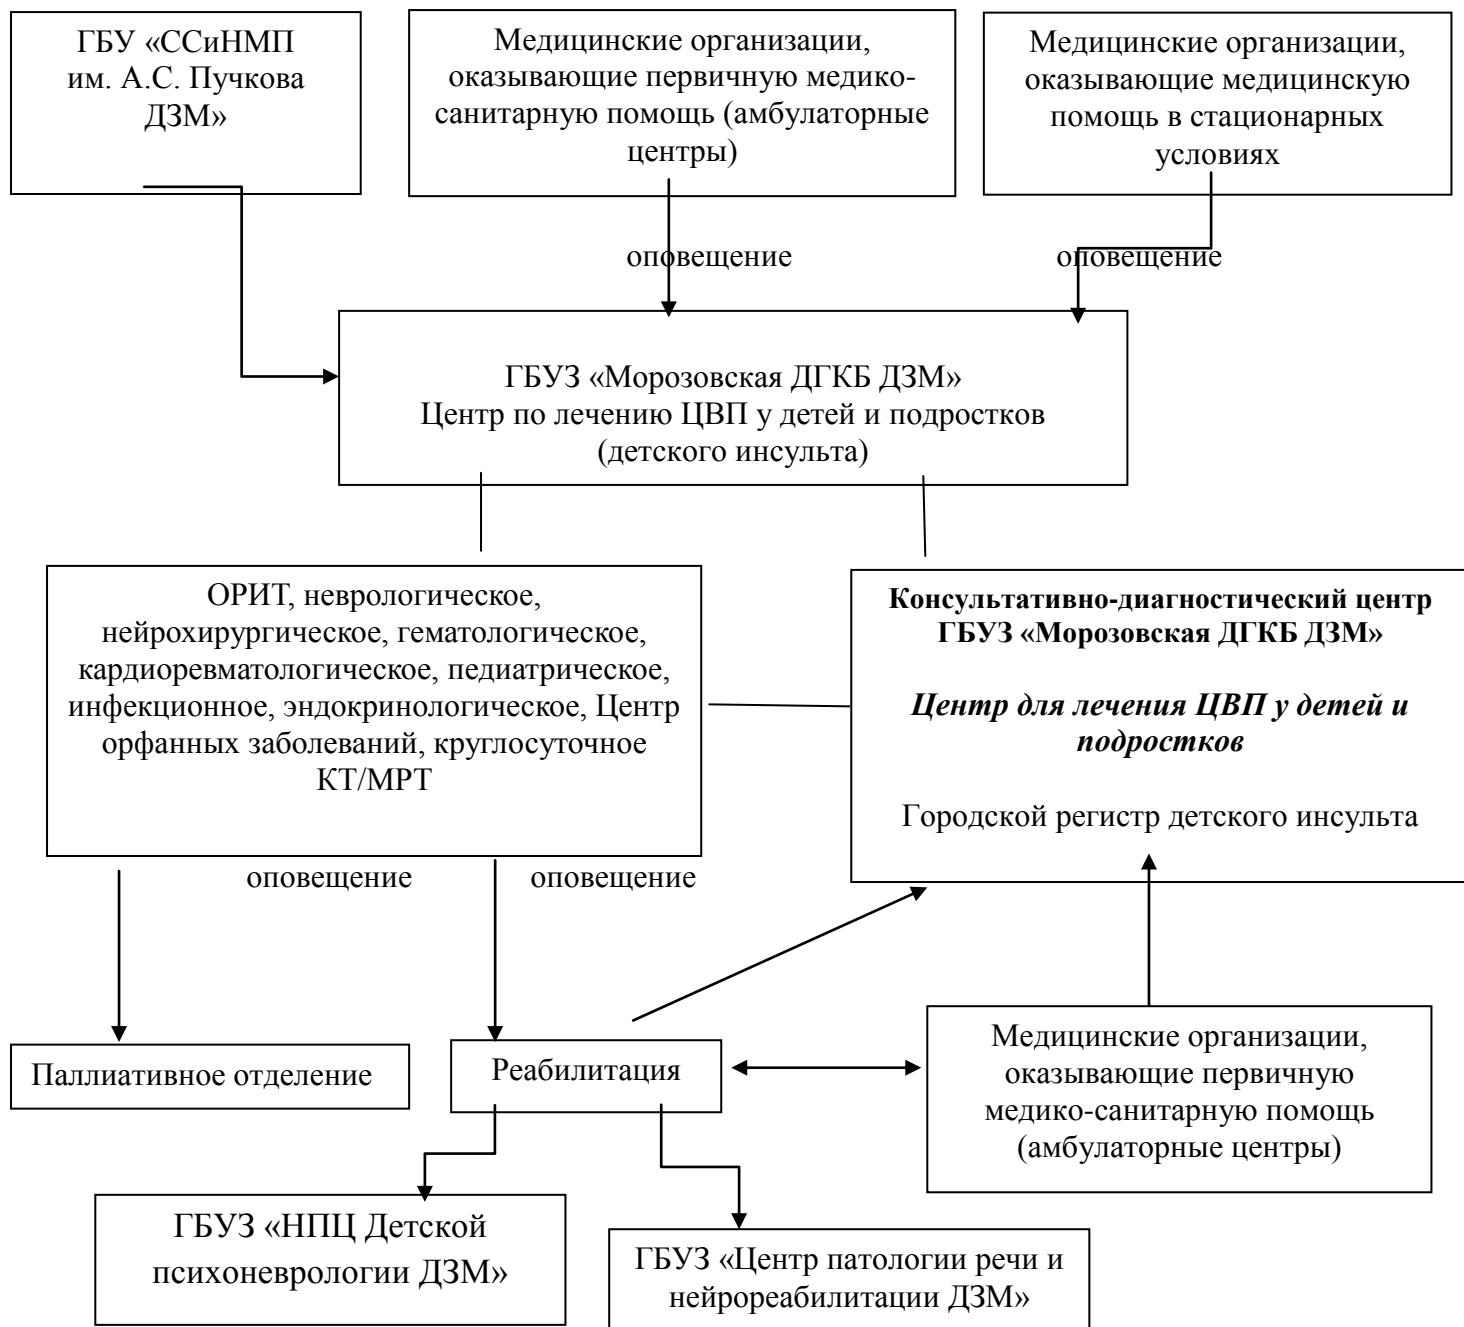 ГБУ «ССиНМП
им. А.С. Пучкова
ДЗМ»
Медицинские организации,
оказывающие первичную медико-
санитарную помощь (амбулаторные
центры)
Медицинские организации,
оказывающие медицинскую
помощь в стационарных
условиях
оповещение
оповещение
ГБУЗ «Морозовская ДГКБ ДЗМ»
Центр по лечению ЦВП у детей и подростков
(детского инсульта)
ОРИТ, неврологическое,
нейрохирургическое, гематологическое,
кардиоревматологическое, педиатрическое,
инфекционное, эндокринологическое, Центр
орфанных заболеваний, круглосуточное
КТ/МРТ
Консультативно-диагностический центр
ГБУЗ «Морозовская ДГКБ ДЗМ»
Центр для лечения ЦВП у детей и
подростков
Городской регистр детского инсульта
оповещение
оповещение
Паллиативное отделение
Реабилитация
Медицинские организации,
оказывающие первичную
медико-санитарную помощь
(амбулаторные центры)
ГБУЗ «НПЦ Детской
психоневрологии ДЗМ»
ГБУЗ «Центр патологии речи и
нейрореабилитации ДЗМ»